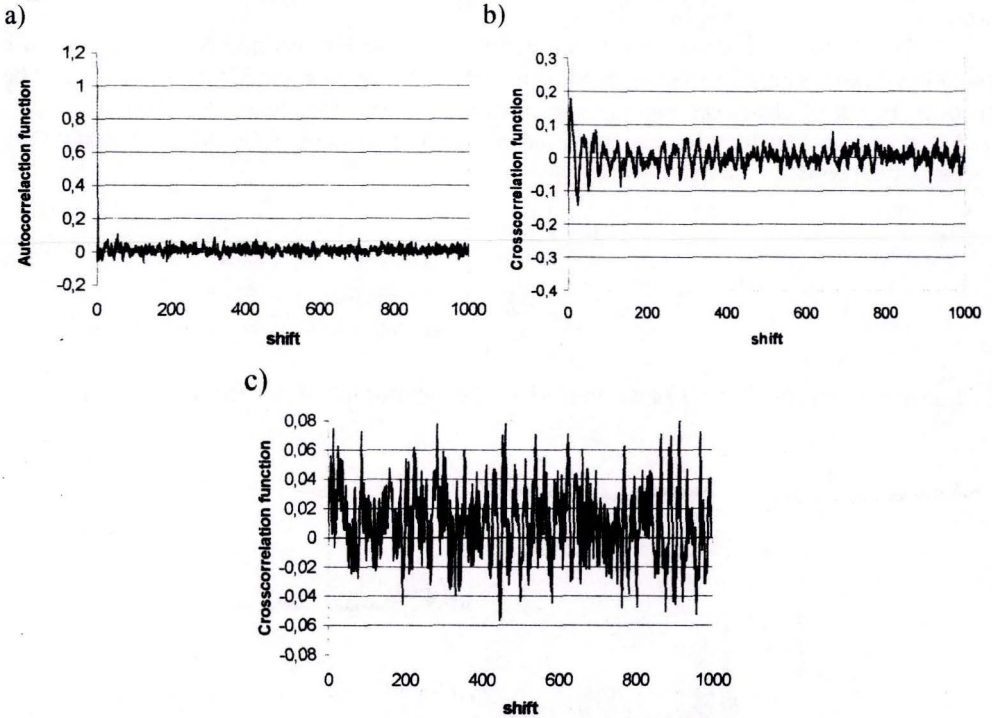 a)
Autocorrelaction function
1,2
1
0,8
0,6
0,4
0,2
0
-0,2
0 200 400 600 800 1000
shift
b)
Crosscorrelation function
0,3
0,2
0,1
0
-0,1
-0,2
-0,3
-0,4
0 200 400 600 800 1000
shift
c)
Crosscorrelation function
0,08
0,06
0,04
0,02
0
-0,02
-0,04
-0,06
-0,08
0 200 400 600 800 1000
shift